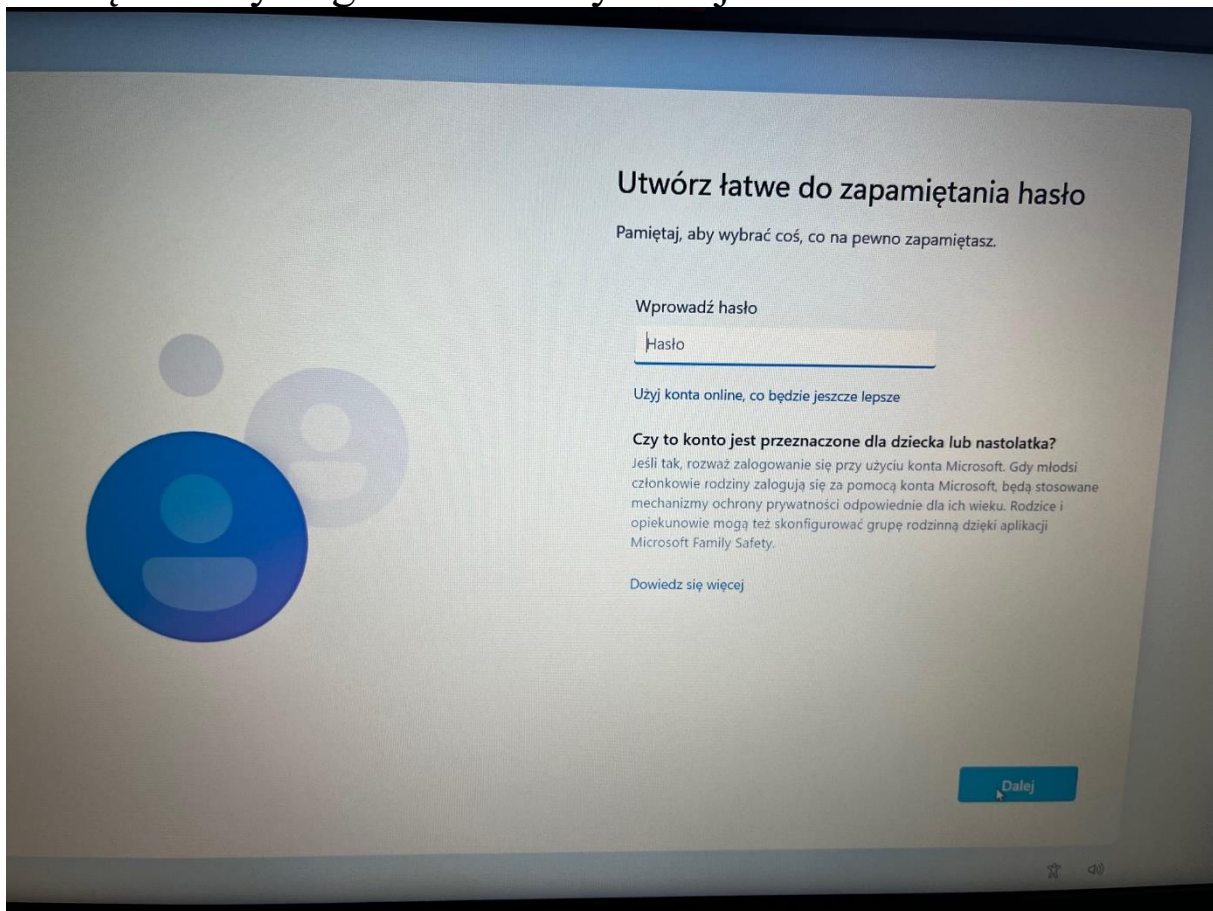 Utwórz łatwe do zapamiętania hasło
Pamiętaj, aby wybrać coś, co na pewno zapamiętasz.
Wprowadź hasło
Hasło
Użyj konta online, co będzie jeszcze lepsze
Czy to konto jest przeznaczone dla dziecka lub nastolatka?
Jeśli tak, rozważ zalogowanie się przy użyciu konta Microsoft. Gdy młodsi
członkowie rodziny zalogują się za pomocą konta Microsoft, będą stosowane
mechanizmy ochrony prywatności odpowiednie dla ich wieku. Rodzice i
opiekunowie mogą też skonfigurować grupę rodzinną dzięki aplikacji
Microsoft Family Safety.
Dowiedz się więcej
Dalej